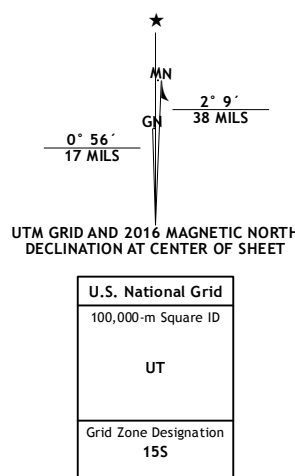 ★
MN
2° 9´
38 MILS
GN
0° 56´
17 MILS
UTM GRID AND 2016 MAGNETIC NORTH
DECLINATION AT CENTER OF SHEET
U.S. National Grid
100,000-m Square ID
UT
Grid Zone Designation
15S